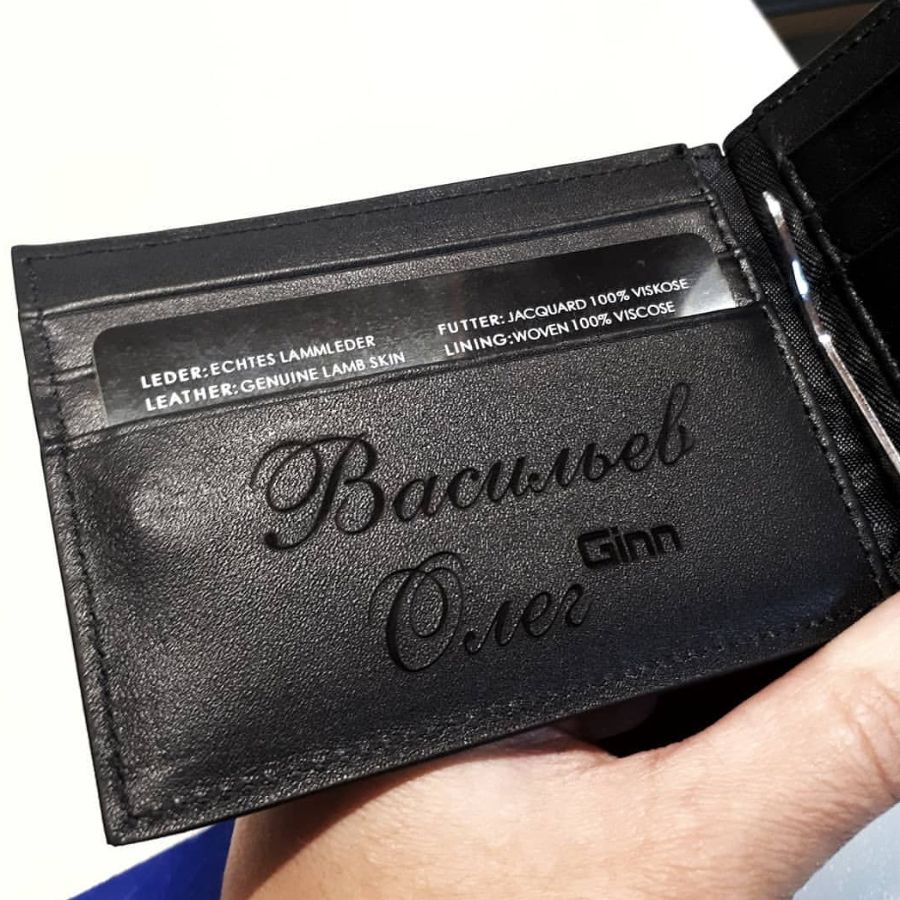 LEDER: ECHTES LAMMLEDER
LEATHER: GENUINE LAMB SKIN
FUTTER: JACQUARD 100% VISKOSE
LINING: WOVEN 100% VISCOSE
Васильев
Ginn
Олег